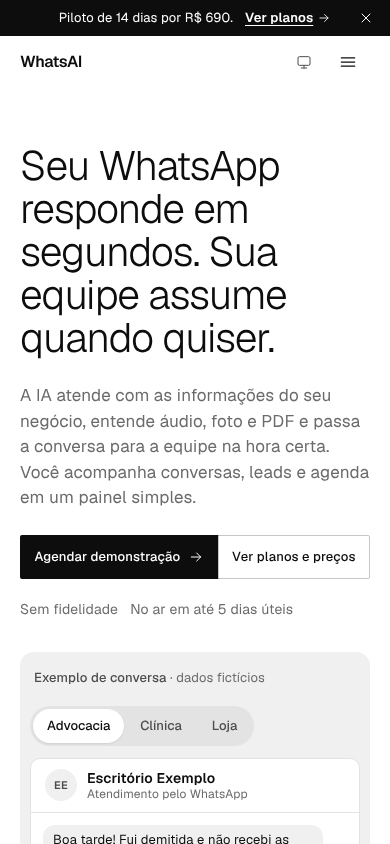 Piloto de 14 dias por R$ 690. Ver planos →
WhatsAI
Seu WhatsApp
responde em
segundos. Sua
equipe assume
quando quiser.
A IA atende com as informações do seu
negócio, entende áudio, foto e PDF e passa
a conversa para a equipe na hora certa.
Você acompanha conversas, leads e agenda
em um painel simples.
Agendar demonstração → Ver planos e preços
Sem fidelidade No ar em até 5 dias úteis
Exemplo de conversa · dados fictícios
Advocacia Clínica Loja
EE Escritório Exemplo
Atendimento pelo WhatsApp
Boa tarde! Fui demitida e não recebi as